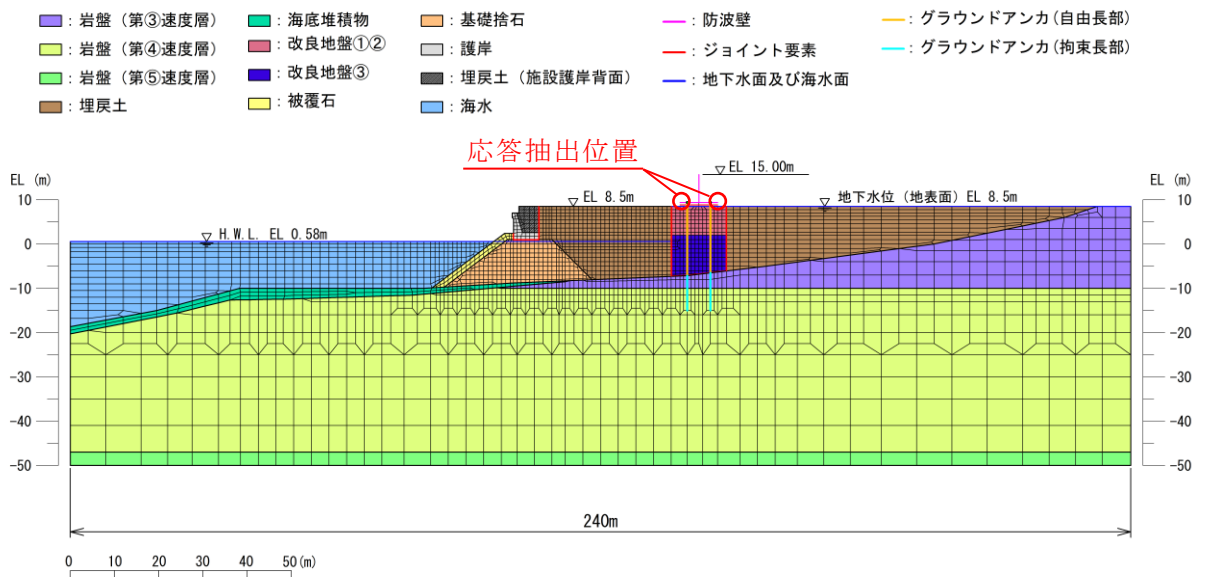 ：岩盤（第③速度層）
：海底堆積物
：基礎捨石
：防波壁
：グラウンドアンカ(自由長部)
：岩盤（第④速度層）
：改良地盤①②
：護岸
：ジョイント要素
：グラウンドアンカ(拘束長部)
：岩盤（第⑤速度層）
：改良地盤③
：埋戻土（施設護岸背面）
：地下水面及び海水面
：埋戻土
：被覆石
：海水
応答抽出位置
EL 15.00m
EL (m)
EL (m)
EL 8.5m
地下水位（地表面）EL 8.5m
H.W.L. EL 0.58m
10
0
-10
-20
-30
-40
-50
10
0
-10
-20
-30
-40
-50
240m
0 10 20 30 40 50(m)